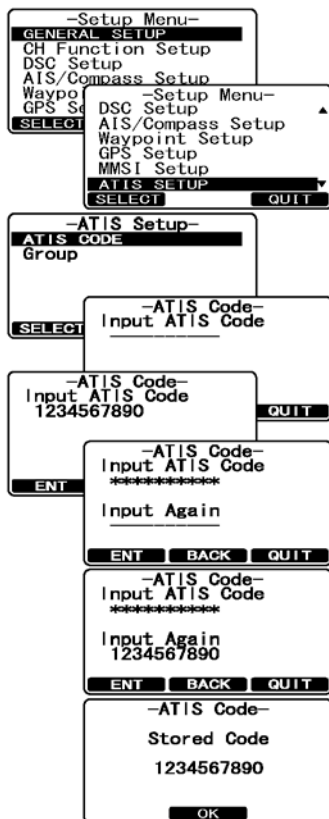 –Setup Menu–
GENERAL SETUP
CH Function Setup
DSC Setup
AIS/Compass Setup
Waypo
GPS Se
SELECT
–Setup Menu–
DSC Setup
AIS/Compass Setup
Waypoint Setup
GPS Setup
MMSI Setup
ATIS SETUP
SELECT QUIT
–ATIS Setup–
ATIS CODE
Group
SELECT
–ATIS Code–
Input ATIS Code
QUIT
–ATIS Code–
Input ATIS Code
1234567890
ENT
–ATIS Code–
Input ATIS Code
**********
Input Again
ENT BACK QUIT
–ATIS Code–
Input ATIS Code
**********
Input Again
1234567890
ENT BACK QUIT
–ATIS Code–
Stored Code
1234567890
OK